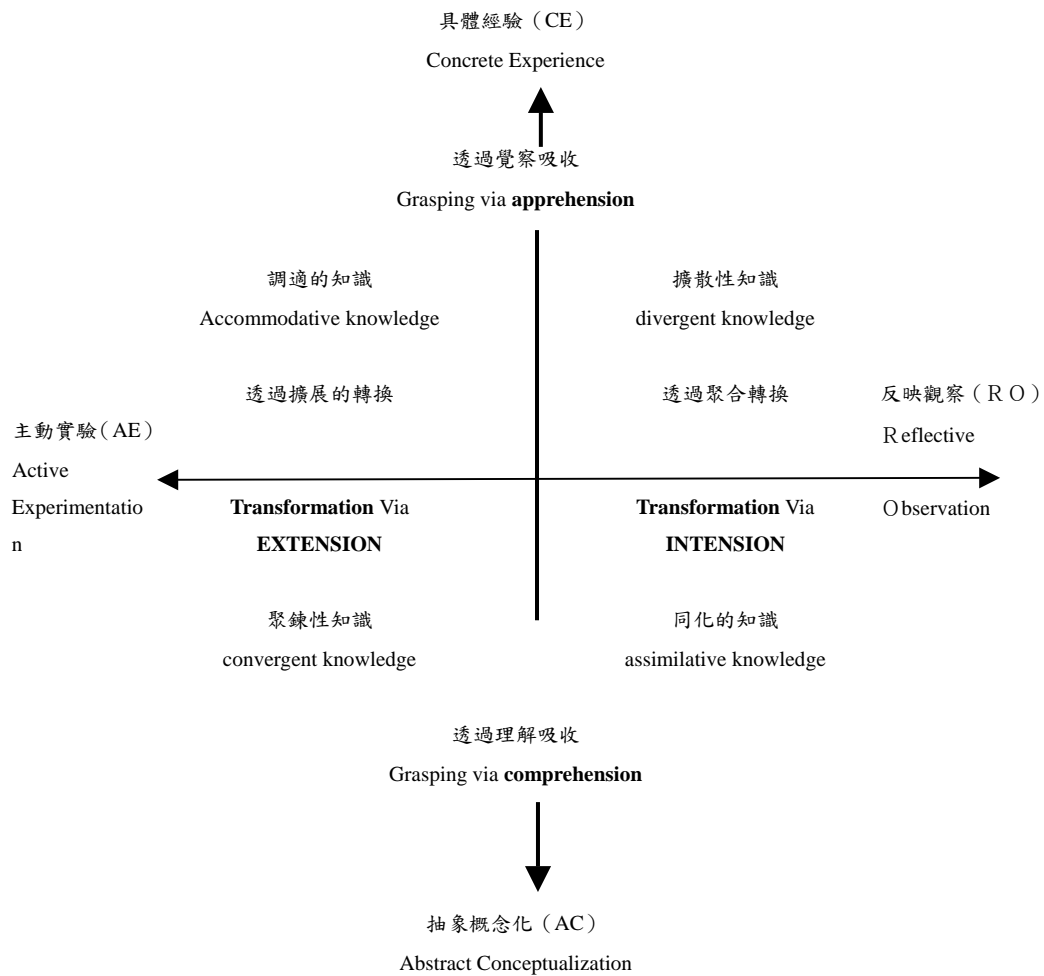 具體經驗（CE）
Concrete Experience
透過覺察吸收
Grasping via apprehension
調適的知識
Accommodative knowledge
擴散性知識
divergent knowledge
透過擴展的轉換
透過聚合轉換
主動實驗（AE）
Active
Experimentatio
n
反映觀察（ＲＯ）
Ｒeflective
Ｏbservation
Transformation Via
EXTENSION
Transformation Via
INTENSION
聚鍊性知識
convergent knowledge
同化的知識
assimilative knowledge
透過理解吸收
Grasping via comprehension
抽象概念化（AC）
Abstract Conceptualization